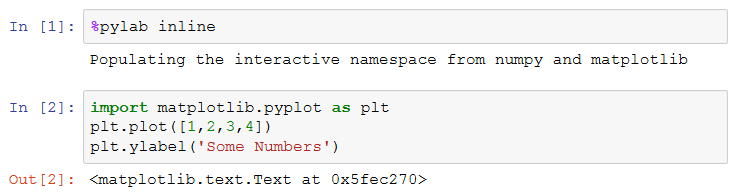 In [1]: %pylab inline
Populating the interactive namespace from numpy and matplotlib
In [2]: import matplotlib.pyplot as plt
plt.plot([1,2,3,4])
plt.ylabel('Some Numbers')
Out[2]: <matplotlib.text.Text at 0x5fec270>